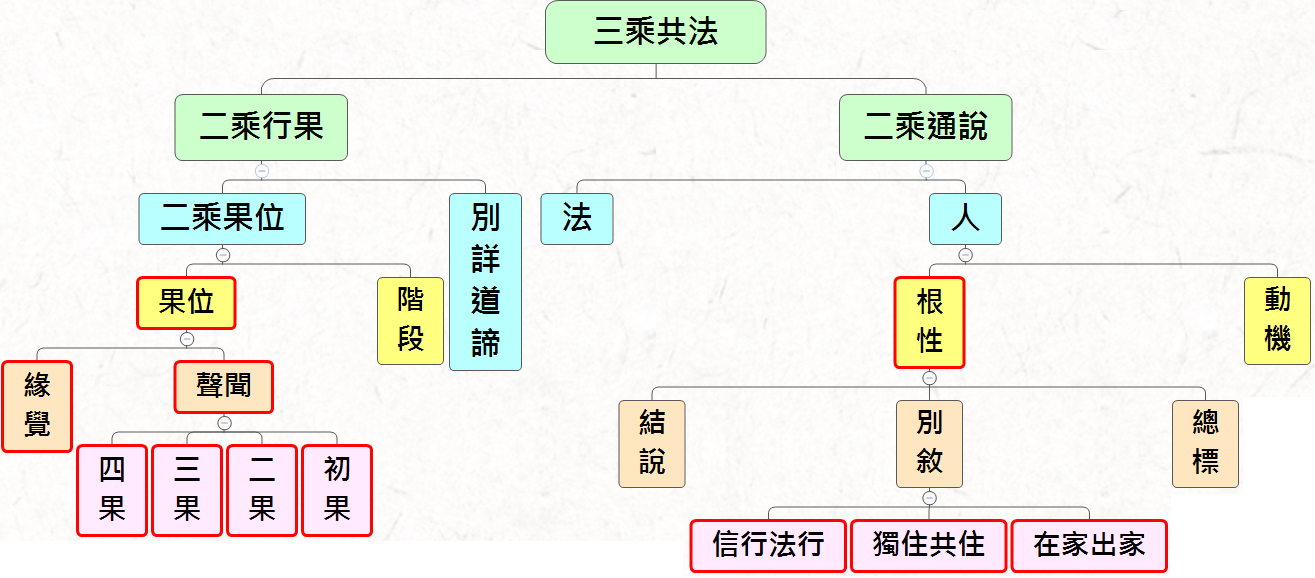 三乘共法
二乘行果
二乘通說
二乘果位
別詳道諦
法
人
果位
階段
根性
動機
緣覺
聲聞
結說
別敘
總標
四果
三果
二果
初果
信行法行
獨住共住
在家出家